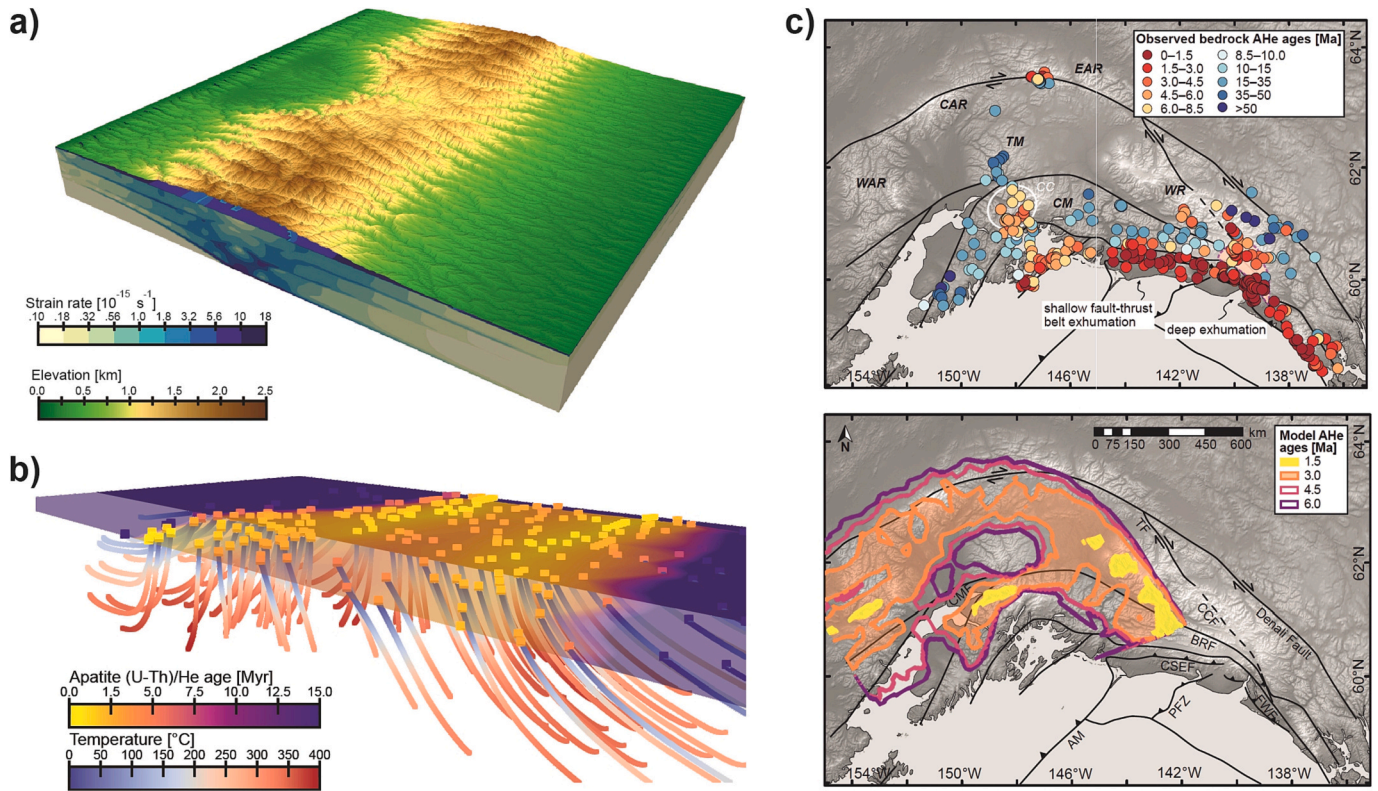 a)
Strain rate [10⁻¹⁵ s⁻¹]
.10 .18 .32 .56 1.0 1.8 3.2 5.6 10 18
Elevation [km]
0.0 0.5 1.0 1.5 2.0 2.5
b)
Apatite (U-Th)/He age [Myr]
0.0 1.5 5.0 7.5 10.0 12.5 15.0
Temperature [°C]
0 50 100 150 200 250 300 350 400
c)
Observed bedrock AHe ages [Ma]
0–1.5 8.5–10.0
1.5–3.0 10–15
3.0–4.5 15–35
4.5–6.0 35–50
6.0–8.5 >50
EAR
CAR
TM
WAR
CC
CM
WR
shallow fault-thrust
belt exhumation
deep exhumation
64°N
62°N
60°N
154°W 150°W 146°W 142°W 138°W
N
0 75 150 300 450 600 km
Model AHe
ages [Ma]
1.5
3.0
4.5
6.0
TF
CCF
Denali Fault
BRF
CSEF
PFZ
AM
64°N
62°N
60°N
154°W 150°W 146°W 142°W 138°W